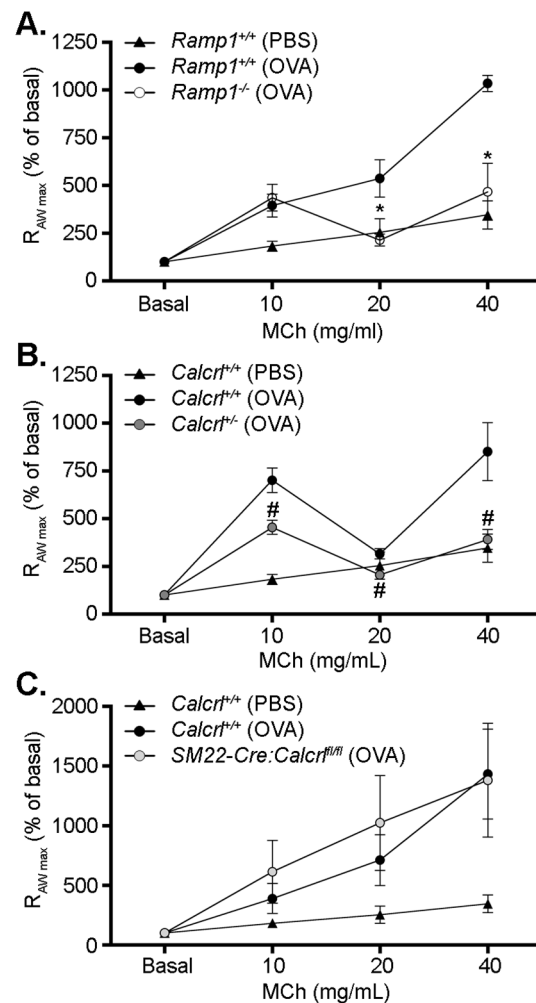 A.
Ramp1+/+ (PBS)
Ramp1+/+ (OVA)
Ramp1-/- (OVA)
RAW max (% of basal)
1250
1000
750
500
250
0
*
*
Basal 10 20 40
MCh (mg/ml)
B.
Calcrl+/+ (PBS)
Calcrl+/+ (OVA)
Calcrl+/- (OVA)
RAW max (% of basal)
1250
1000
750
500
250
0
#
#
#
Basal 10 20 40
MCh (mg/mL)
C.
Calcrl+/+ (PBS)
Calcrl+/+ (OVA)
SM22-Cre:Calcrlfl/fl (OVA)
RAW max (% of basal)
2000
1500
1000
500
0
Basal 10 20 40
MCh (mg/mL)